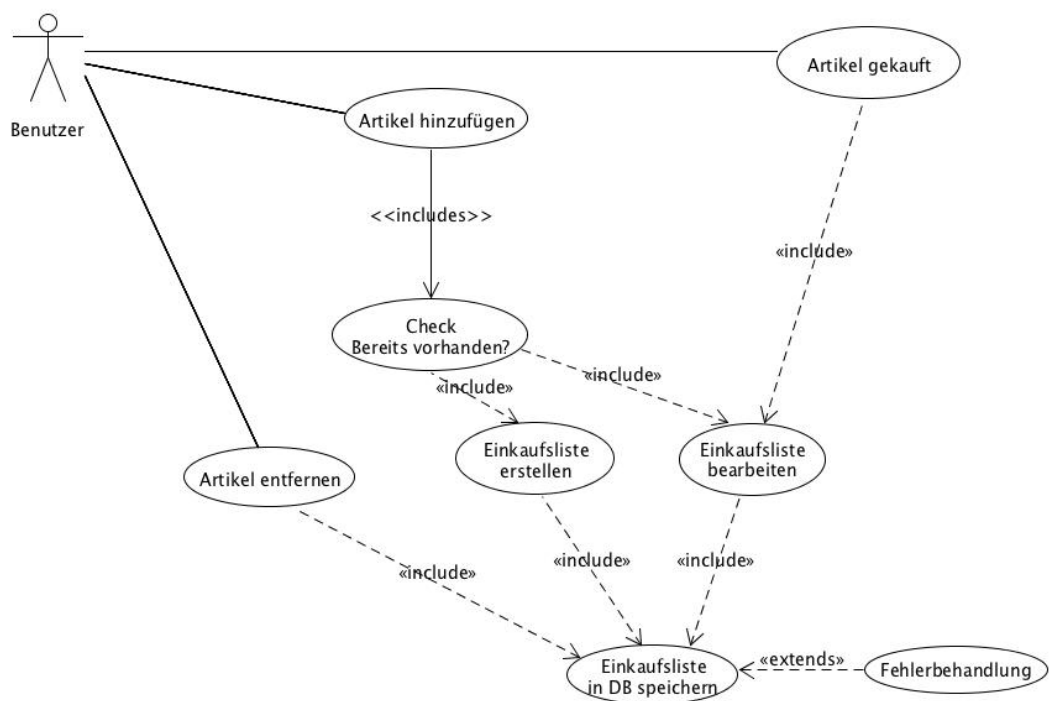 Artikel gekauft
Artikel hinzufügen
Benutzer
<<includes>>
«include»
Check
Bereits vorhanden?
«include»
«include»
Einkaufsliste
erstellen
Einkaufsliste
bearbeiten
Artikel entfernen
«include»
«include»
«include»
Einkaufsliste
in DB speichern
«extends»
Fehlerbehandlung